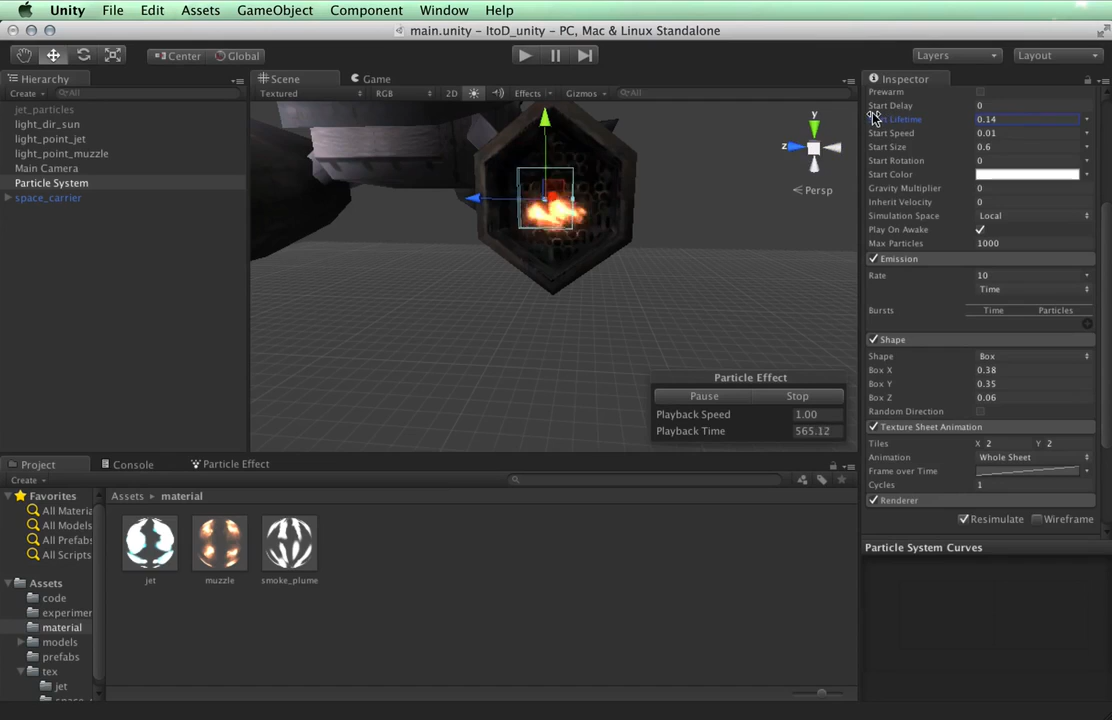 Unity File Edit Assets GameObject Component Window Help
main.unity - ItoD_unity - PC, Mac & Linux Standalone
Center Global Layers Layout
Hierarchy
Create All
jet_particles
light_dir_sun
light_point_jet
light_point_muzzle
Main Camera
Particle System
space_carrier
Scene Game
Textured RGB 2D Effects Gizmos All
y
z
Persp
Particle Effect
Pause Stop
Playback Speed 1.00
Playback Time 565.12
Inspector
Prewarm
Start Delay 0
Lifetime 0.14
Start Speed 0.01
Start Size 0.6
Start Rotation 0
Start Color
Gravity Multiplier 0
Inherit Velocity 0
Simulation Space Local
Play On Awake
Max Particles 1000
Emission
Rate 10
Time
Bursts Time Particles
Shape
Shape Box
Box X 0.38
Box Y 0.35
Box Z 0.06
Random Direction
Texture Sheet Animation
Tiles X 2 Y 2
Animation Whole Sheet
Frame over Time
Cycles 1
Renderer
Resimulate Wireframe
Particle System Curves
Project Console Particle Effect
Create
Favorites
All Materia
All Models
All Prefabs
All Scripts
Assets
code
experimer
material
models
prefabs
tex
jet
Assets material
jet muzzle smoke_plume